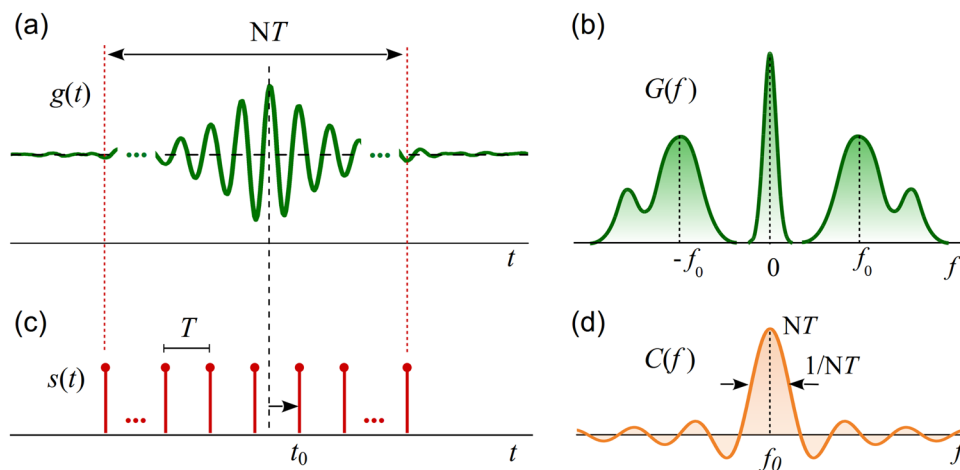 (a)
NT
g(t)
t
(b)
G(f)
-f₀
0
f₀
f
(c)
T
s(t)
t₀
t
(d)
NT
C(f)
1/NT
f₀
f